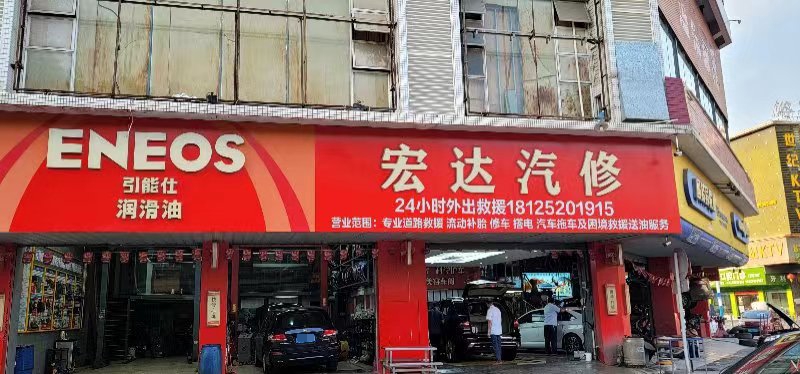 ENEOS
引能仕
润滑油
宏达汽修
24小时外出救援18125201915
营业范围：专业道路救援 流动补胎 修车 搭电 汽车拖车及困境救援送油服务
世纪K